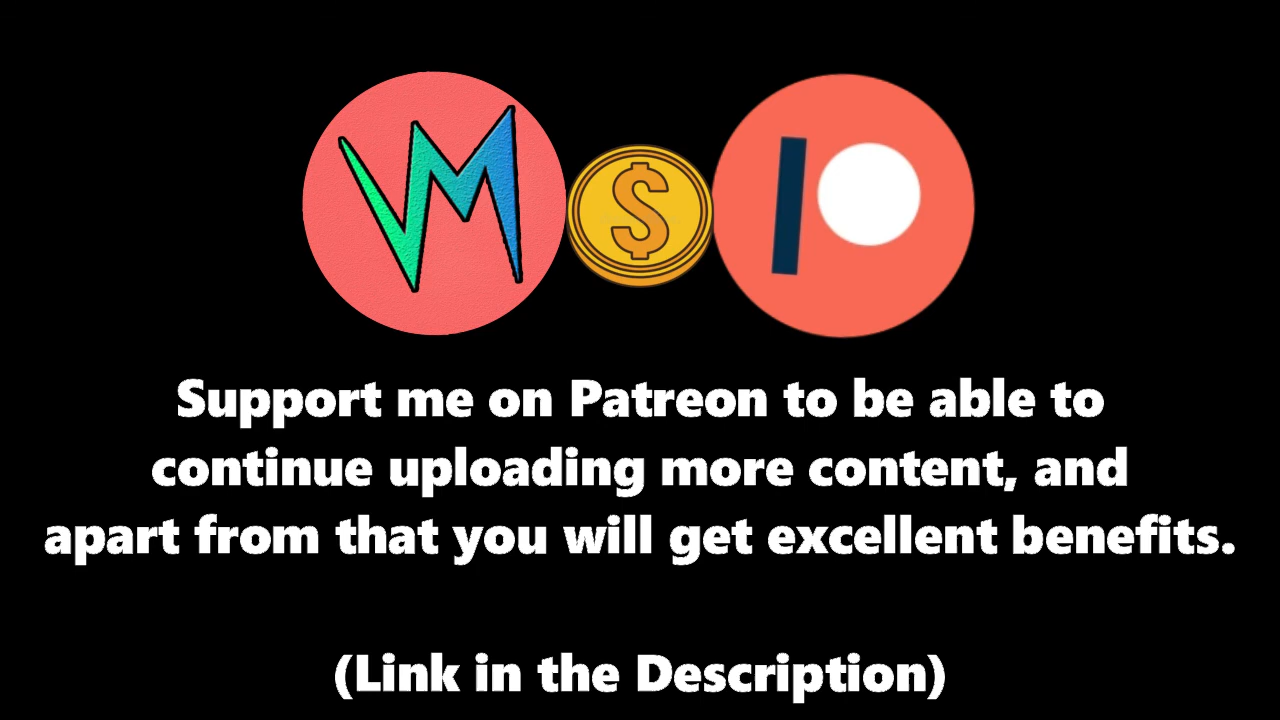 VM
$
Support me on Patreon to be able to
continue uploading more content, and
apart from that you will get excellent benefits.
(Link in the Description)